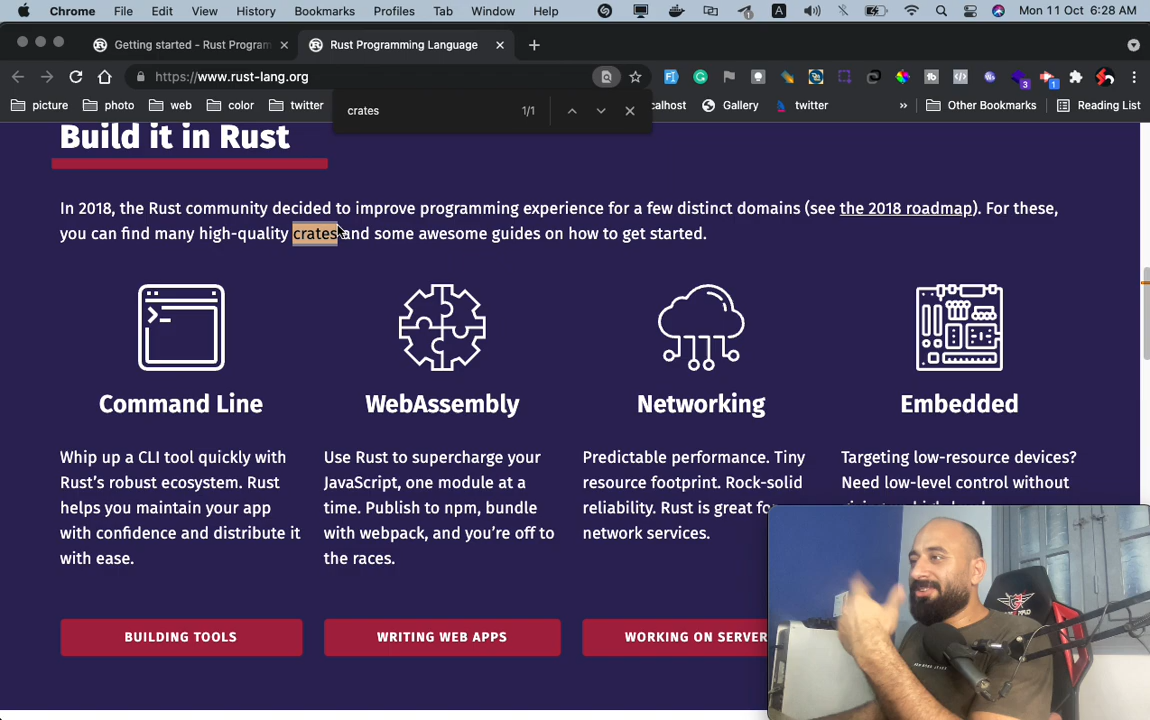 Chrome File Edit View History Bookmarks Profiles Tab Window Help A Mon 11 Oct 6:28 AM
Getting started - Rust Program Rust Programming Language
https://www.rust-lang.org
picture photo web color twitter calhost Gallery twitter » Other Bookmarks Reading List
crates 1/1
Build it in Rust
In 2018, the Rust community decided to improve programming experience for a few distinct domains (see the 2018 roadmap). For these,
you can find many high-quality crates and some awesome guides on how to get started.
Command Line WebAssembly Networking Embedded
Whip up a CLI tool quickly with
Rust’s robust ecosystem. Rust
helps you maintain your app
with confidence and distribute it
with ease.
Use Rust to supercharge your
JavaScript, one module at a
time. Publish to npm, bundle
with webpack, and you’re off to
the races.
Predictable performance. Tiny
resource footprint. Rock-solid
reliability. Rust is great for
network services.
Targeting low-resource devices?
Need low-level control without
BUILDING TOOLS WRITING WEB APPS WORKING ON SERVER